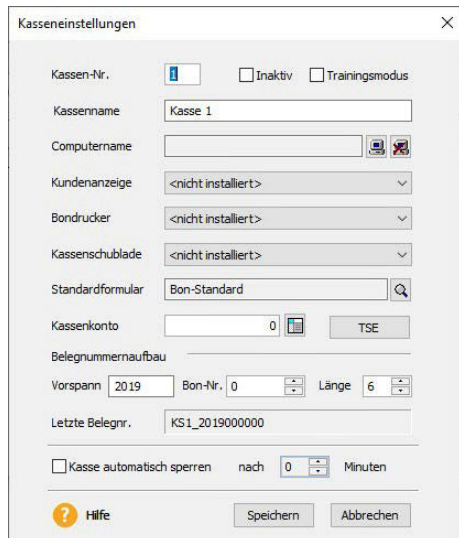 Kasseneinstellungen
Kassen-Nr. 1 Inaktiv Trainingsmodus
Kassenname Kasse 1
Computername
Kundenanzeige <nicht installiert>
Bondrucker <nicht installiert>
Kassenschublade <nicht installiert>
Standardformular Bon-Standard
Kassenkonto 0 TSE
Belegnummernaufbau
Vorspann 2019 Bon-Nr. 0 Länge 6
Letzte Belegnr. KS1_2019000000
Kasse automatisch sperren nach 0 Minuten
? Hilfe Speichern Abbrechen